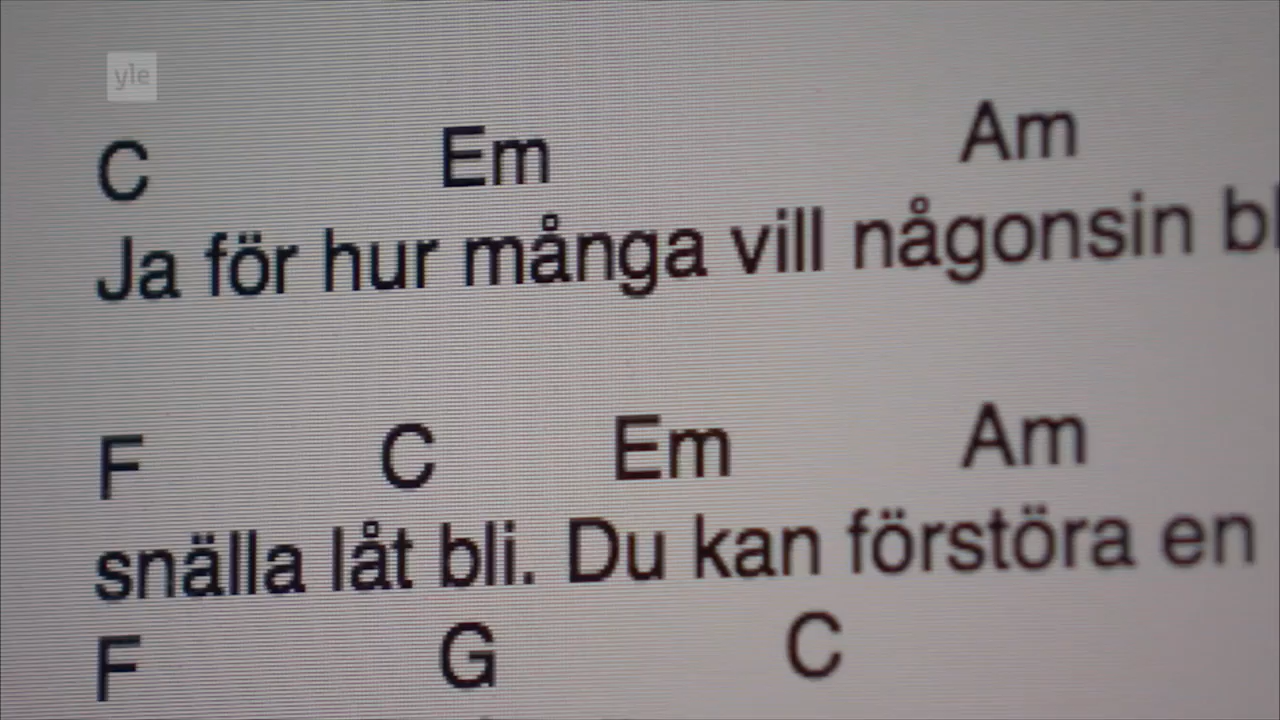 yle
C Em Am
Ja för hur många vill någonsin
F C Em Am
snälla låt bli. Du kan förstöra en
F G C